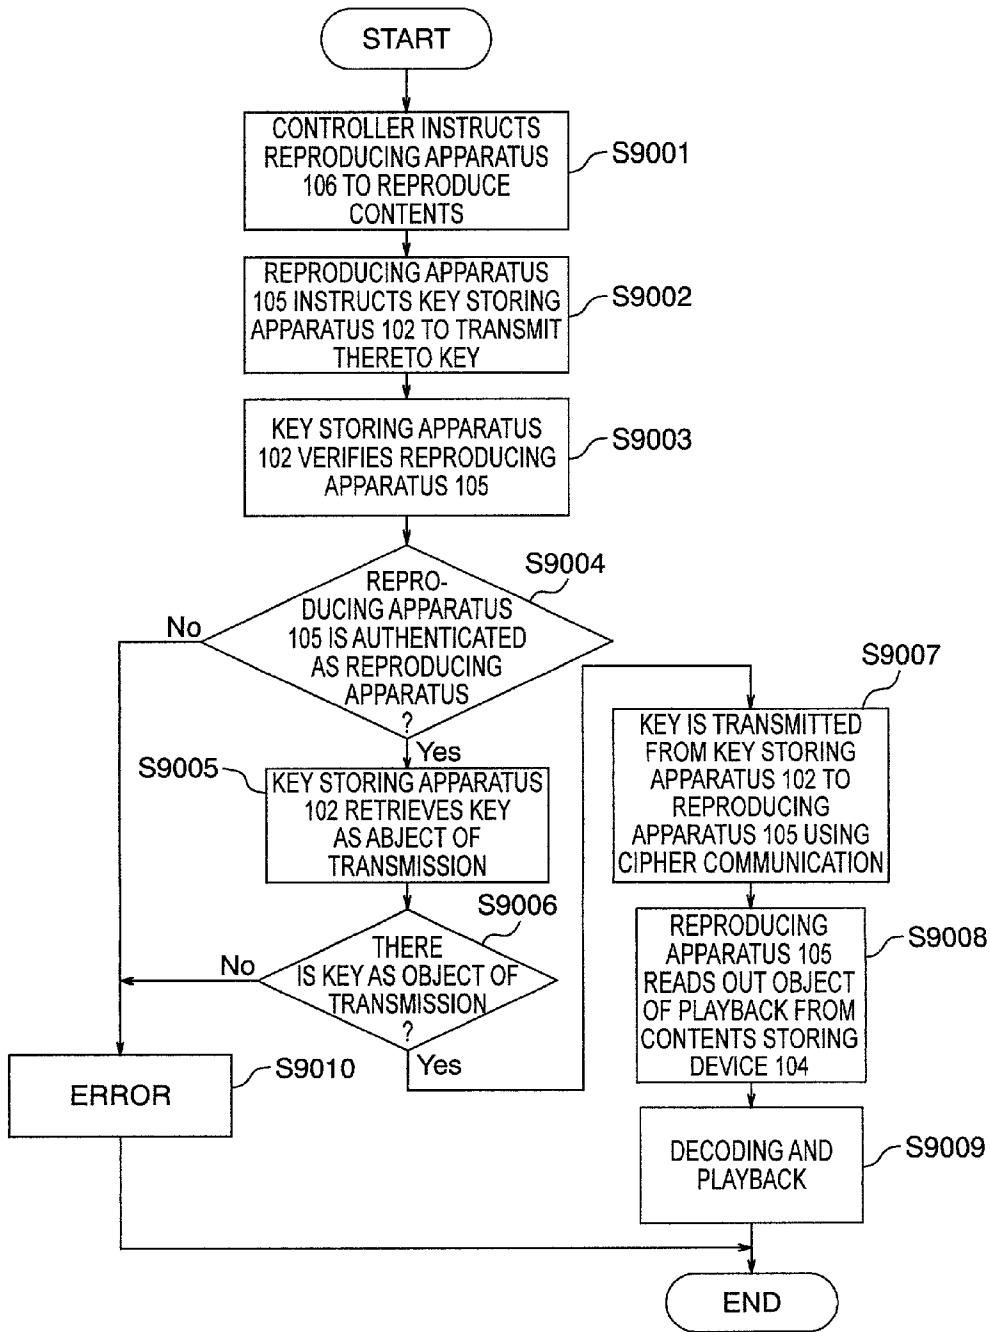 START
CONTROLLER INSTRUCTS
REPRODUCING APPARATUS
106 TO REPRODUCE
CONTENTS
S9001
REPRODUCING APPARATUS
105 INSTRUCTS KEY STORING
APPARATUS 102 TO TRANSMIT
THERETO KEY
S9002
KEY STORING APPARATUS
102 VERIFIES REPRODUCING
APPARATUS 105
S9003
S9004
REPRO-
DUCING APPARATUS
105 IS AUTHENTICATED
AS REPRODUCING
APPARATUS
?
No
Yes
S9005
KEY STORING APPARATUS
102 RETRIEVES KEY
AS ABJECT OF
TRANSMISSION
S9006
THERE
IS KEY AS OBJECT OF
TRANSMISSION
?
No
Yes
S9007
KEY IS TRANSMITTED
FROM KEY STORING
APPARATUS 102 TO
REPRODUCING
APPARATUS 105 USING
CIPHER COMMUNICATION
REPRODUCING
APPARATUS 105
READS OUT OBJECT
OF PLAYBACK FROM
CONTENTS STORING
DEVICE 104
S9008
DECODING AND
PLAYBACK
S9009
ERROR
S9010
END